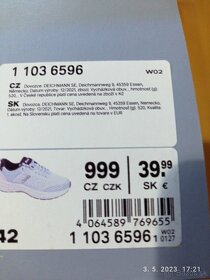 1 103 6596 W02
CZ Dovozce: DEICHMANN SE, Deichmannweg 9, 45359 Essen,
Německo, Datum výroby: 12/2021, zboží: Vycházková obuv, , hmotnost (g):
520, , V České republice platí cena uvedená na zboží v Kč
SK Dovozca: DEICHMANN SE, Deichmannweg 9, 45359 Essen, Nemecko,
Dátum výroby: 12/2021, Tovar: Vychádzková obuv, , Hmotnosť (g): 520, Kvalita
I. akosť, Na Slovensku platí cena uvedená na tovare v EUR
999 39.99
CZ CZK SK €
4 064589 769655
42 1 103 6596 W02
1 0127
3. 5. 2023 17:21